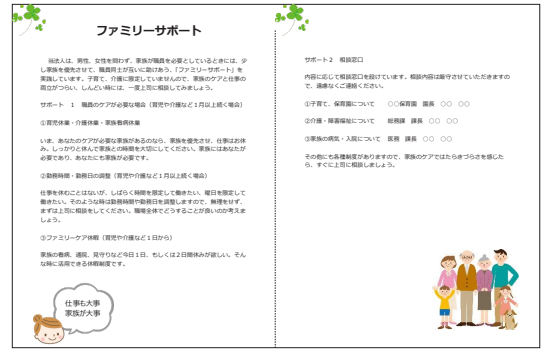 ファミリーサポート
当法人は、男性、女性を問わず、家族が職員を必要としているときには、少
し家族を優先させて、職員同士が互いに助けあう、「ファミリーサポート」を
実践しています。子育て、介護に限定していませんので、家族のケアと仕事の
両立がつらい、しんどい時には、一度上司に相談してみましょう。
サポート　１　職員のケアが必要な場合（育児や介護など１月以上続く場合）
①育児休業・介護休業・家族看病休業
いま、あなたのケアが必要な家族があるのなら、家族を優先させ、仕事はお休
み。しっかりと休んで家族との時間を大切にしてください。家族にはあなたが
必要であり、あなたにも家族が必要です。
②勤務時間・勤務日の調整（育児や介護など１月以上続く場合）
仕事を休むことはないが、しばらく時間を限定して働きたい、曜日を限定して
働きたい。そのような時は勤務時間や勤務日を調整しますので、無理をせず、
まずは上司に相談をしてください。職場全体でどうすることが良いのか考えま
しょう。
③ファミリーケア休暇（育児や介護など１日から）
家族の看病、通院、見守りなど今日１日、もしくは２日間休みが欲しい。そん
な時に活用できる休暇制度です。
仕事も大事
家族が大事
サポート２　相談窓口
内容に応じて相談窓口を設けています。相談内容は厳守させていただきますの
で、遠慮なくご連絡ください。
①子育て、保育園について　○○保育園　園長　○○　○○
②介護・障害福祉について　総務課　課長　○○　○○
③家族の病気・入院について　医務　課長　○○　○○
その他にも各種制度がありますので、家族のケアではたらきづらさを感じた
ら、すぐに上司に相談しましょう。